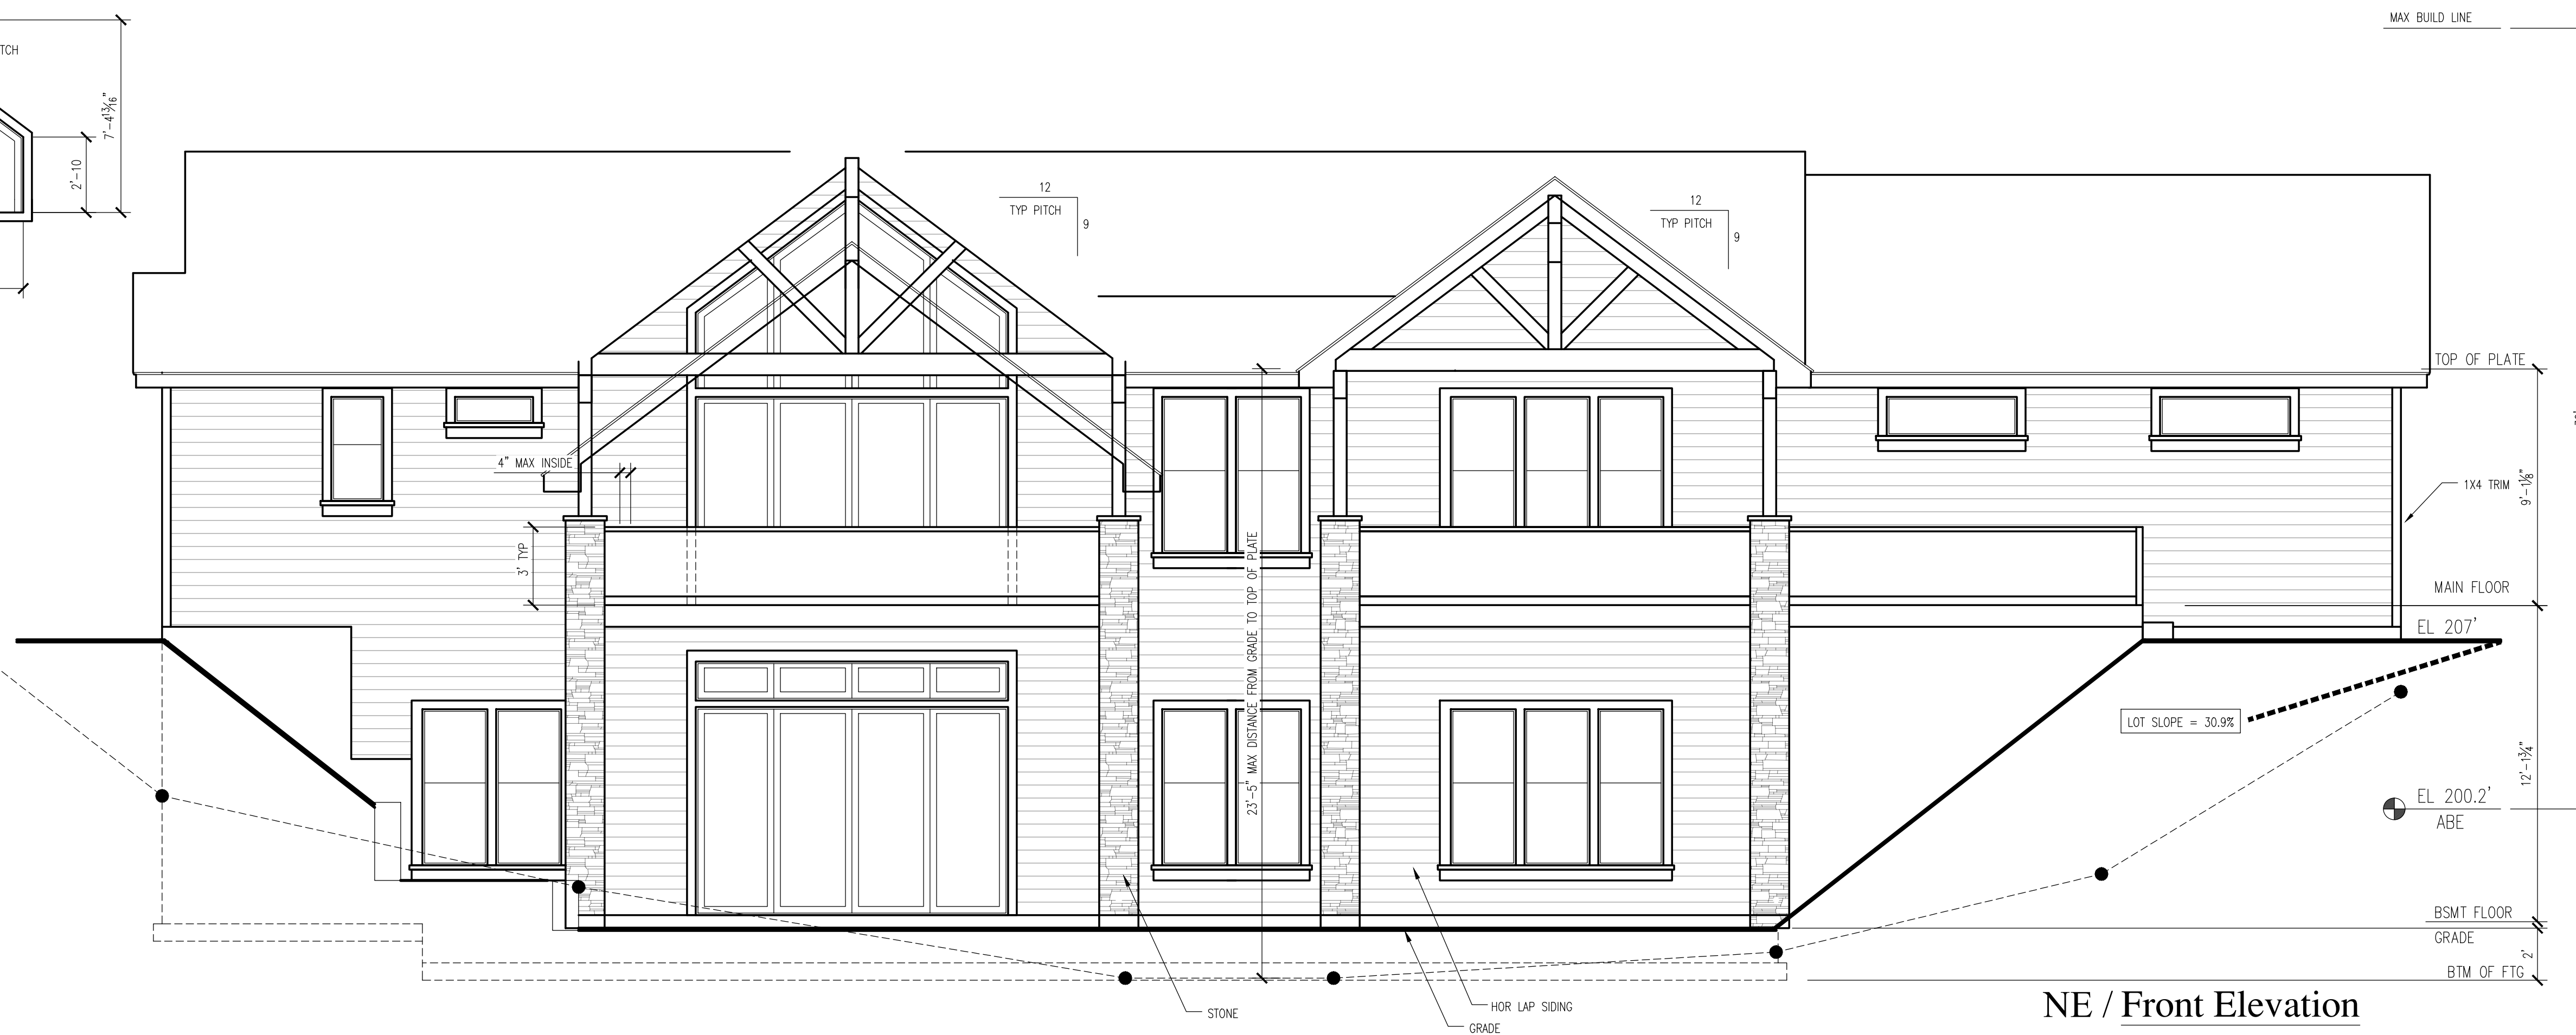 MAX BUILD LINE
TCH
7'-4 13/16"
2'-10
12
TYP PITCH
9
12
TYP PITCH
9
TOP OF PLATE
4" MAX INSIDE
1X4 TRIM
9'-1 1/8"
3' TYP
23'-5" MAX DISTANCE FROM GRADE TO TOP OF PLATE
MAIN FLOOR
EL 207'
LOT SLOPE = 30.9%
12'-1 3/4"
EL 200.2'
ABE
BSMT FLOOR
GRADE
2'
BTM OF FTG
STONE
HOR LAP SIDING
GRADE
NE / Front Elevation